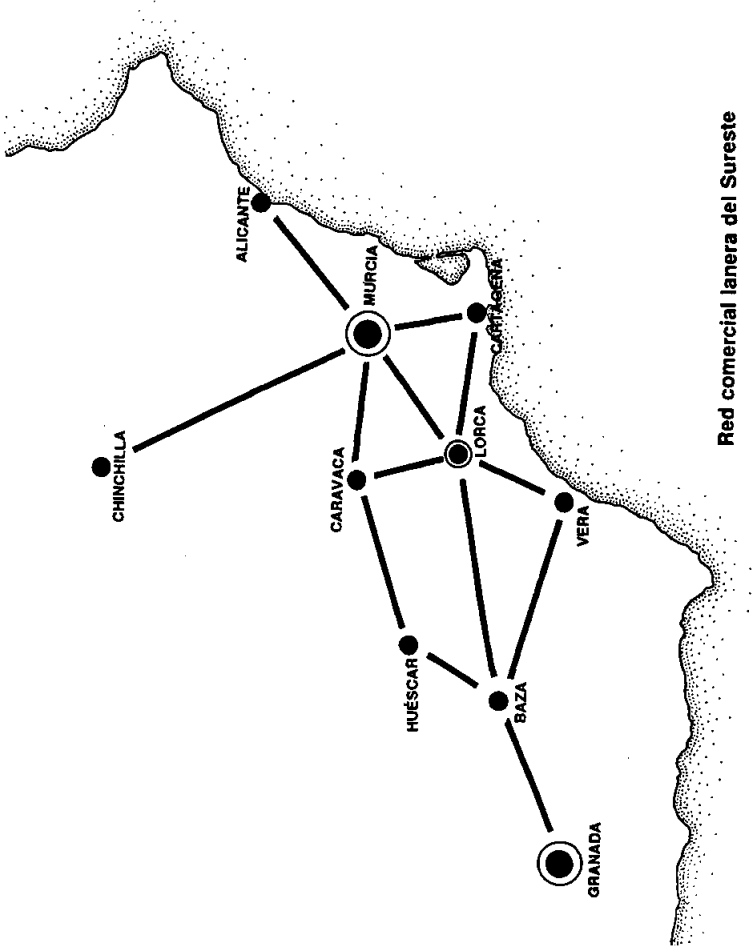 ALICANTE
MURCIA
CARTAGENA
CHINCHILLA
CARAVACA
LORCA
VERA
HUÉSCAR
BAZA
GRANADA
Red comercial lanera del Sureste